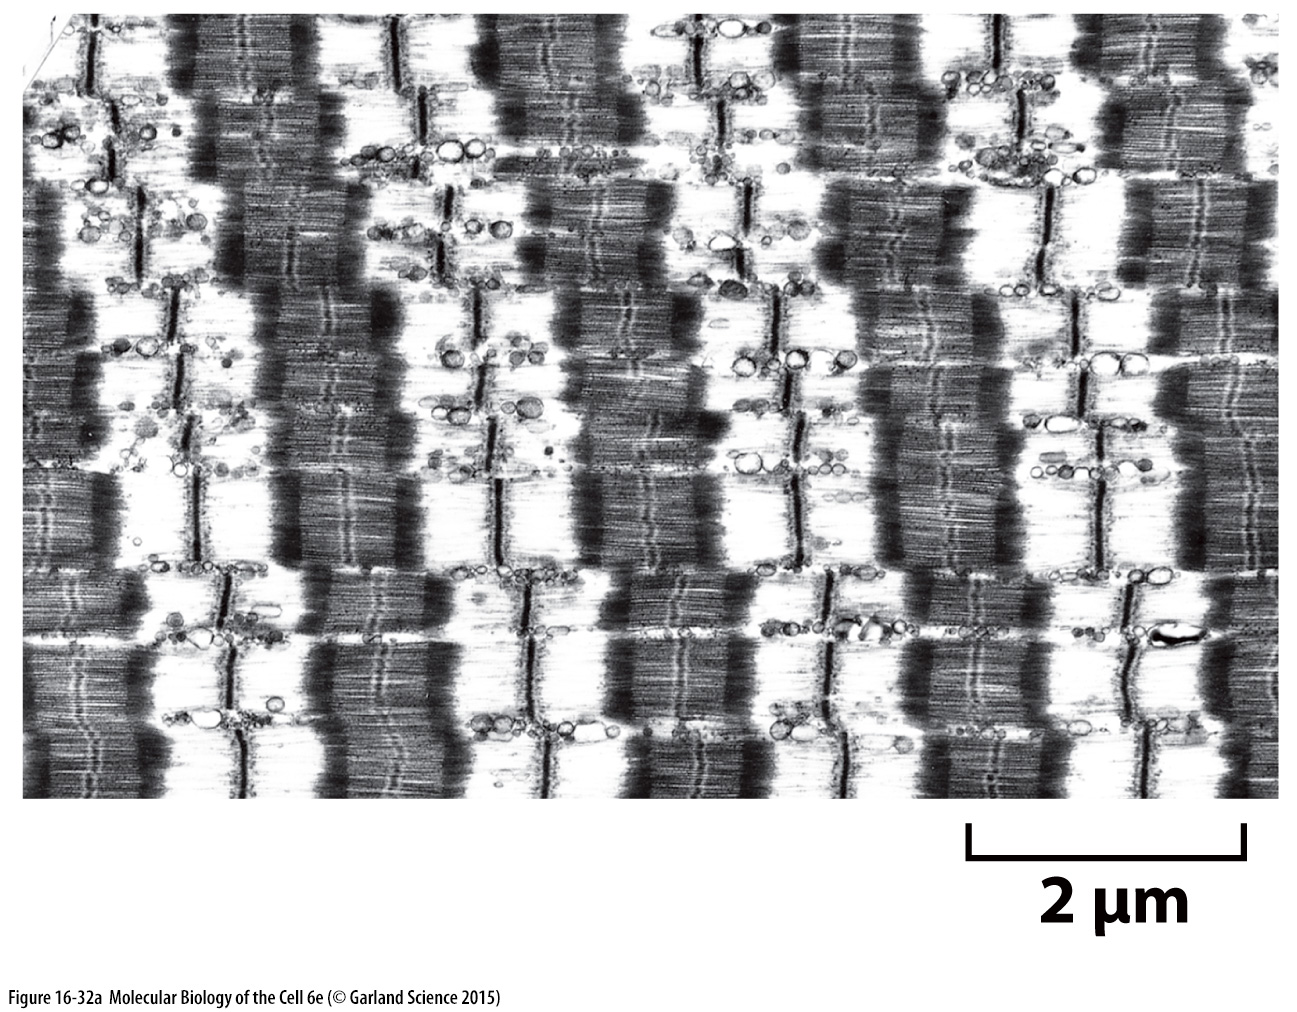 2 μm
Figure 16-32a Molecular Biology of the Cell 6e (© Garland Science 2015)